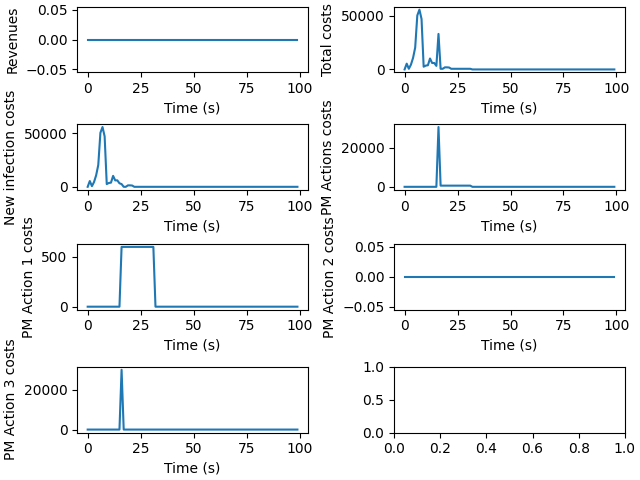 Revenues
0.05
0.00
−0.05
0 25 50 75 100
Time (s)
Total costs
50000
0
0 25 50 75 100
Time (s)
New infection costs
50000
0
0 25 50 75 100
Time (s)
PM Actions costs
20000
0
0 25 50 75 100
Time (s)
PM Action 1 costs
500
0
0 25 50 75 100
Time (s)
PM Action 2 costs
0.05
0.00
−0.05
0 25 50 75 100
Time (s)
PM Action 3 costs
20000
0
0 25 50 75 100
Time (s)
1.0
0.5
0.0
0.0 0.2 0.4 0.6 0.8 1.0